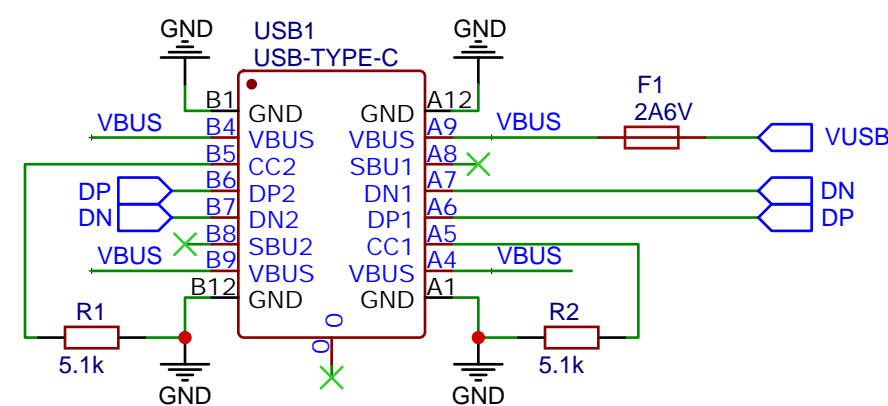 GND
USB1
GND
USB-TYPE-C
F1
2A6V
B1
GND
GND
A12
VBUS
B4
VBUS
VBUS
A9
VBUS
VUSB
B5
CC2
SBU1
A8
DP
B6
DP2
DN1
A7
DN
DN
B7
DN2
DP1
A6
DP
B8
SBU2
CC1
A5
VBUS
B9
VBUS
VBUS
A4
VBUS
B12
GND
GND
A1
R1
0
R2
5.1k
0
5.1k
GND
GND